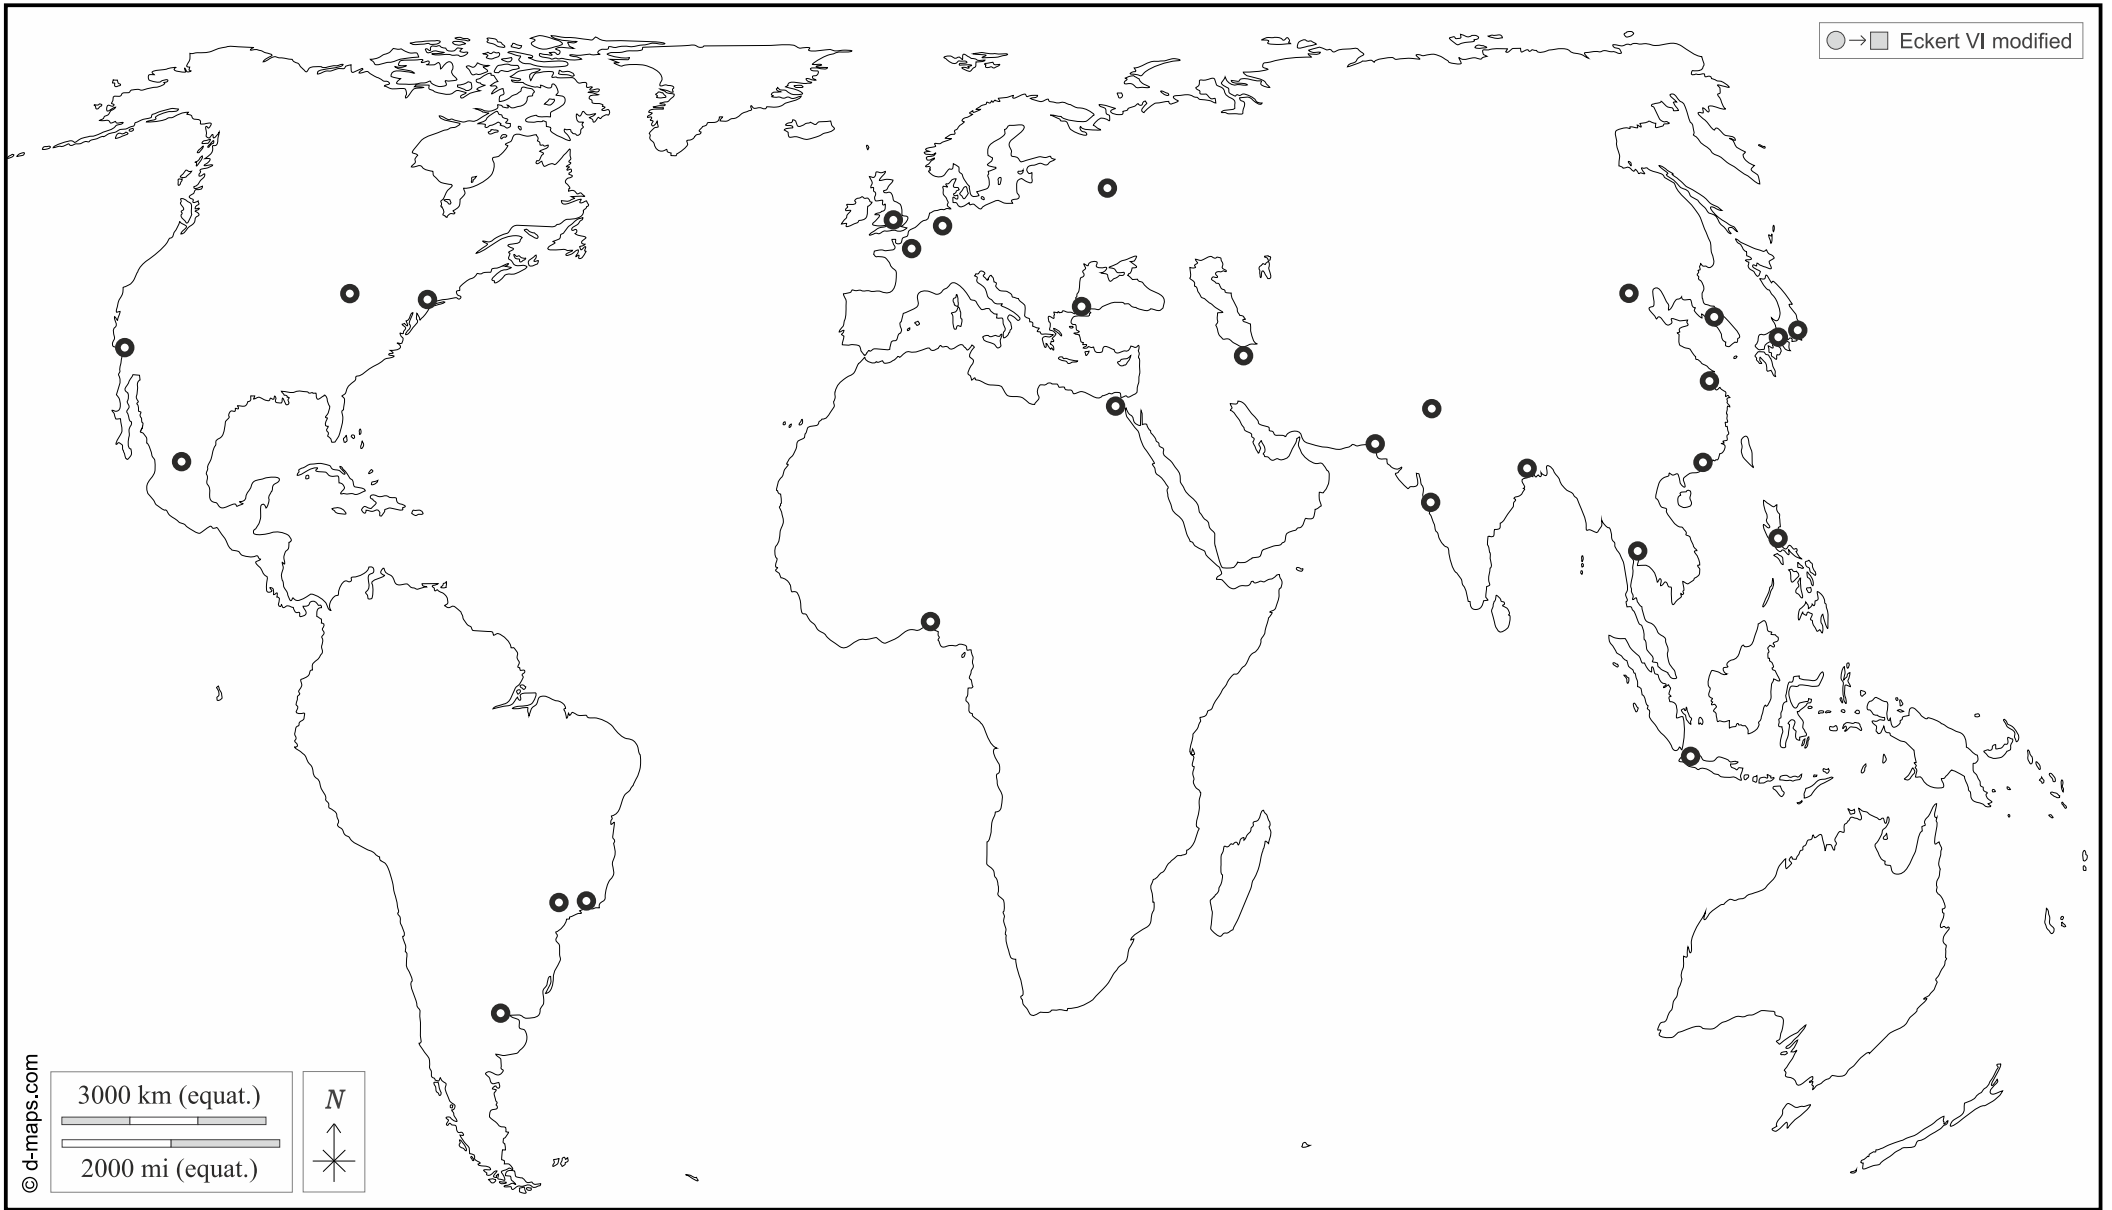 Eckert VI modified
3000 km (equat.)
2000 mi (equat.)
N
© d-maps.com